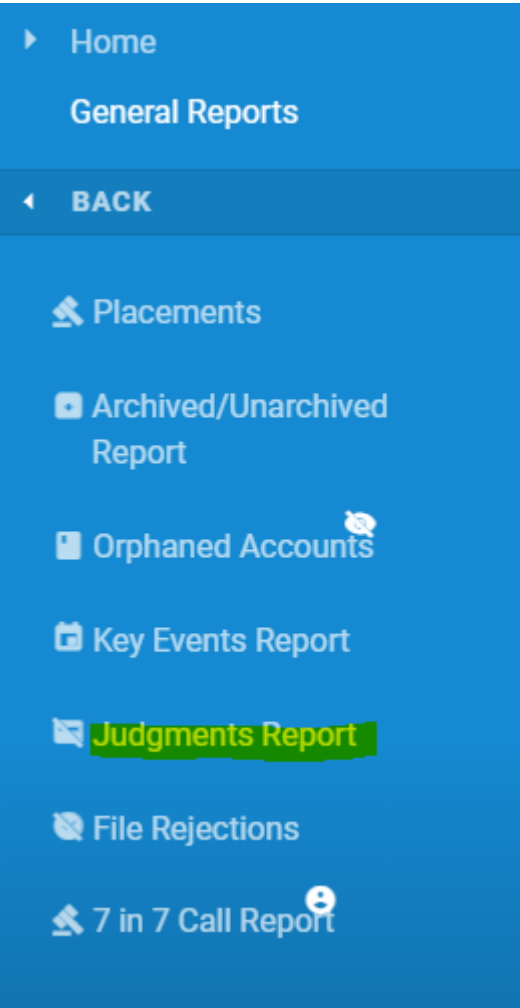 Home
General Reports
BACK
Placements
Archived/Unarchived
Report
Orphaned Accounts
Key Events Report
Judgments Report
File Rejections
7 in 7 Call Report